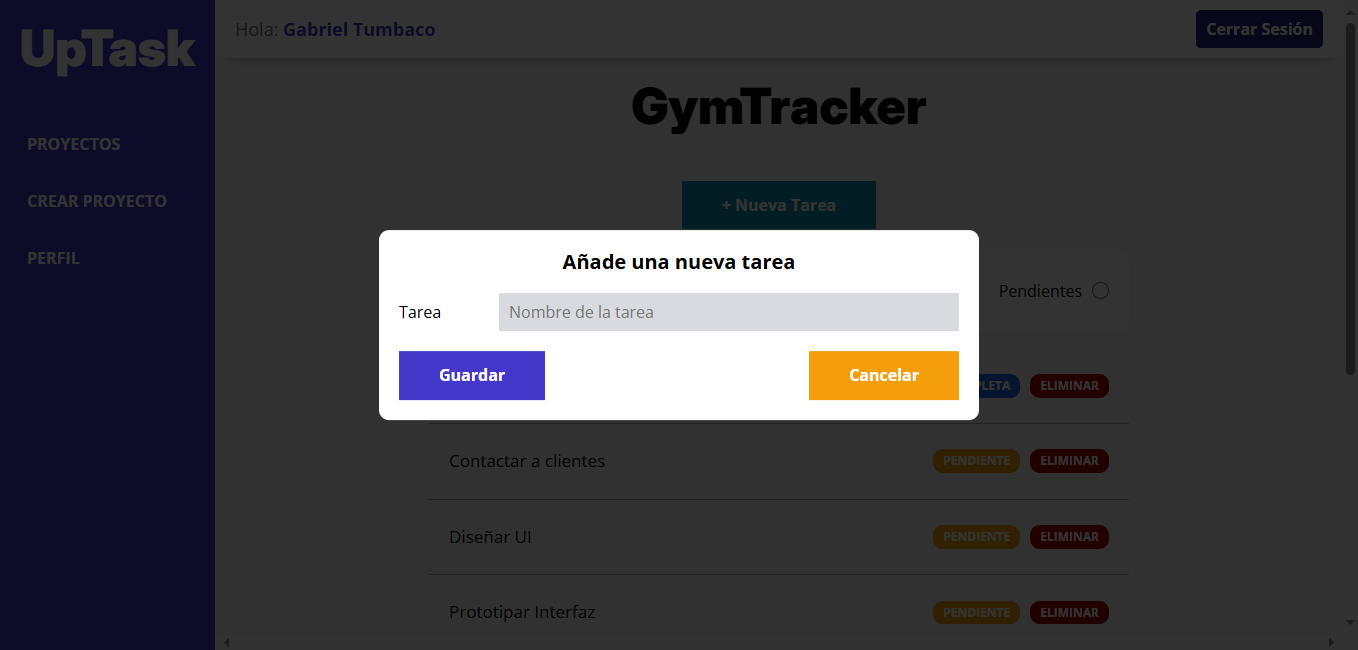 UpTask
PROYECTOS
CREAR PROYECTO
PERFIL
Hola: Gabriel Tumbaco
Cerrar Sesión
GymTracker
+ Nueva Tarea
Añade una nueva tarea
Tarea
Nombre de la tarea
Guardar
Cancelar
Pendientes
ELIMINAR
Contactar a clientes
PENDIENTE ELIMINAR
Diseñar UI
PENDIENTE ELIMINAR
Prototipar Interfaz
PENDIENTE ELIMINAR